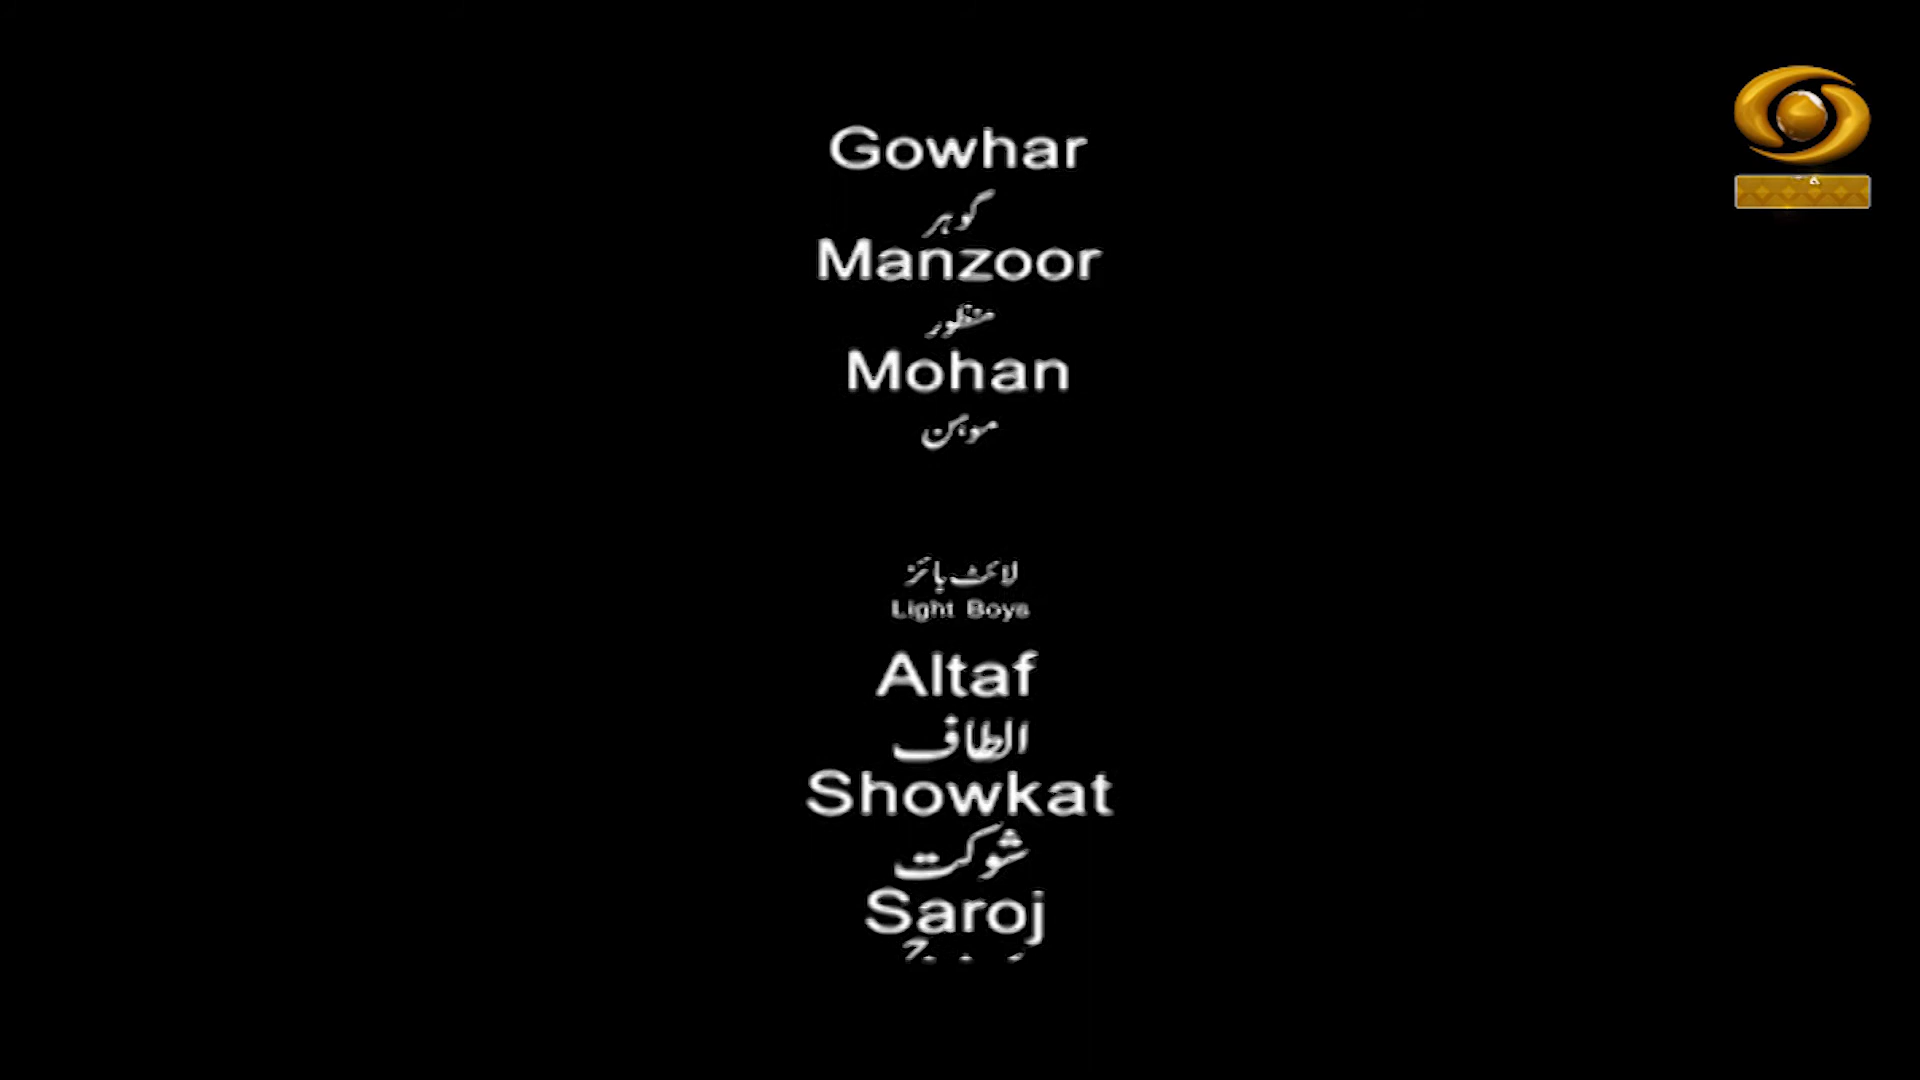 Gowhar
گوہر
Manzoor
منظور
Mohan
موہن
لائٹ بائز
Light Boys
Altaf
الطاف
Showkat
شوکت
Saroj